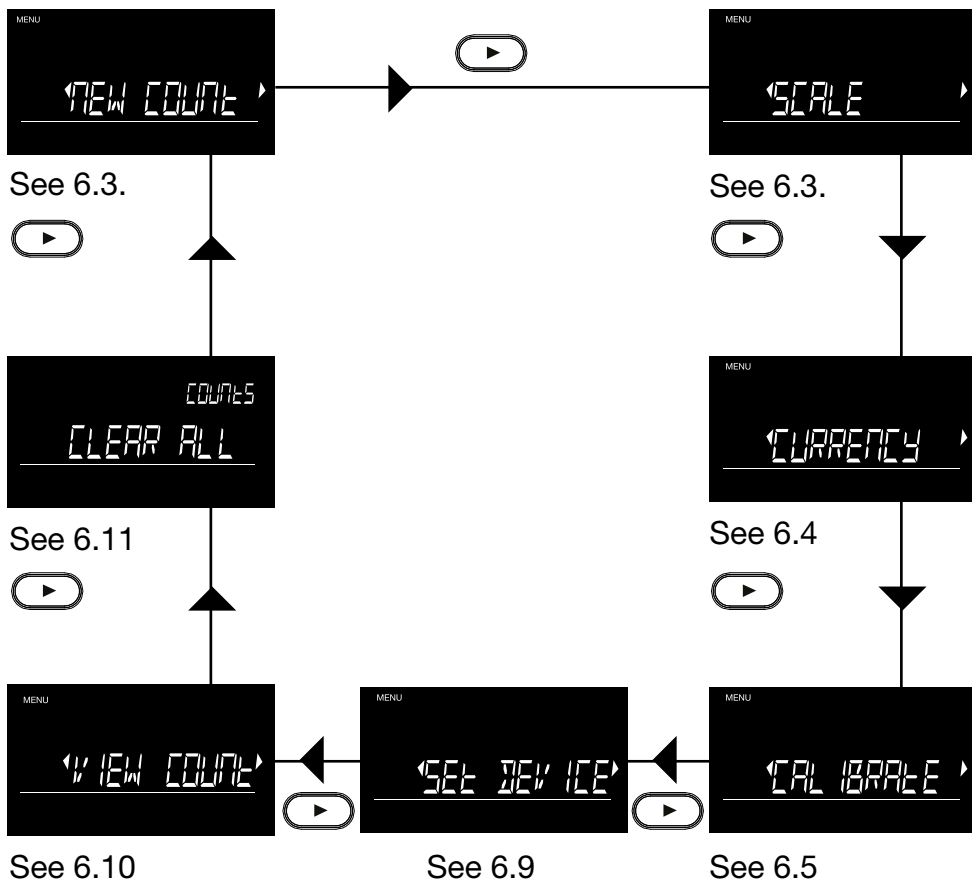 MENU
NEW COUNt
See 6.3.
MENU
SCALE
See 6.3.
COUNtS
CLEAR ALL
See 6.11
MENU
CURRENCY
See 6.4
MENU
VIEW COUNt
See 6.10
MENU
SEt DEVICE
See 6.9
MENU
CALIBRAtE
See 6.5